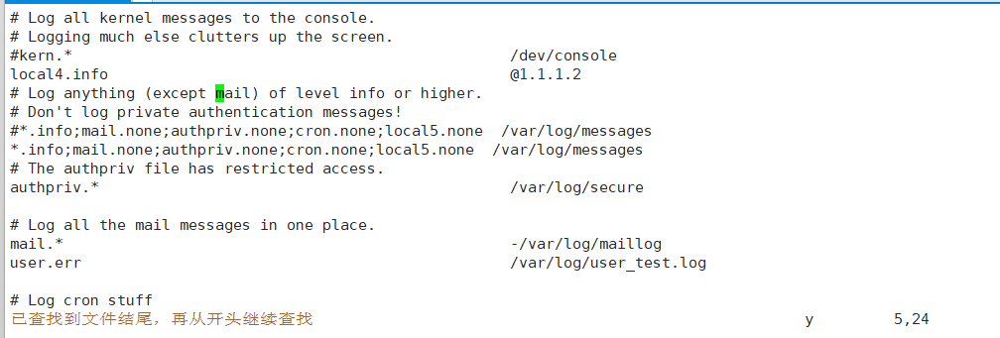 # Log all kernel messages to the console.
# Logging much else clutters up the screen.
#kern.* /dev/console
local4.info @1.1.1.2
# Log anything (except mail) of level info or higher.
# Don't log private authentication messages!
#*.info;mail.none;authpriv.none;cron.none;local5.none /var/log/messages
*.info;mail.none;authpriv.none;cron.none;local5.none /var/log/messages
# The authpriv file has restricted access.
authpriv.* /var/log/secure
# Log all the mail messages in one place.
mail.* -/var/log/maillog
user.err /var/log/user_test.log
# Log cron stuff
已查找到文件结尾，再从开头继续查找 y 5,24